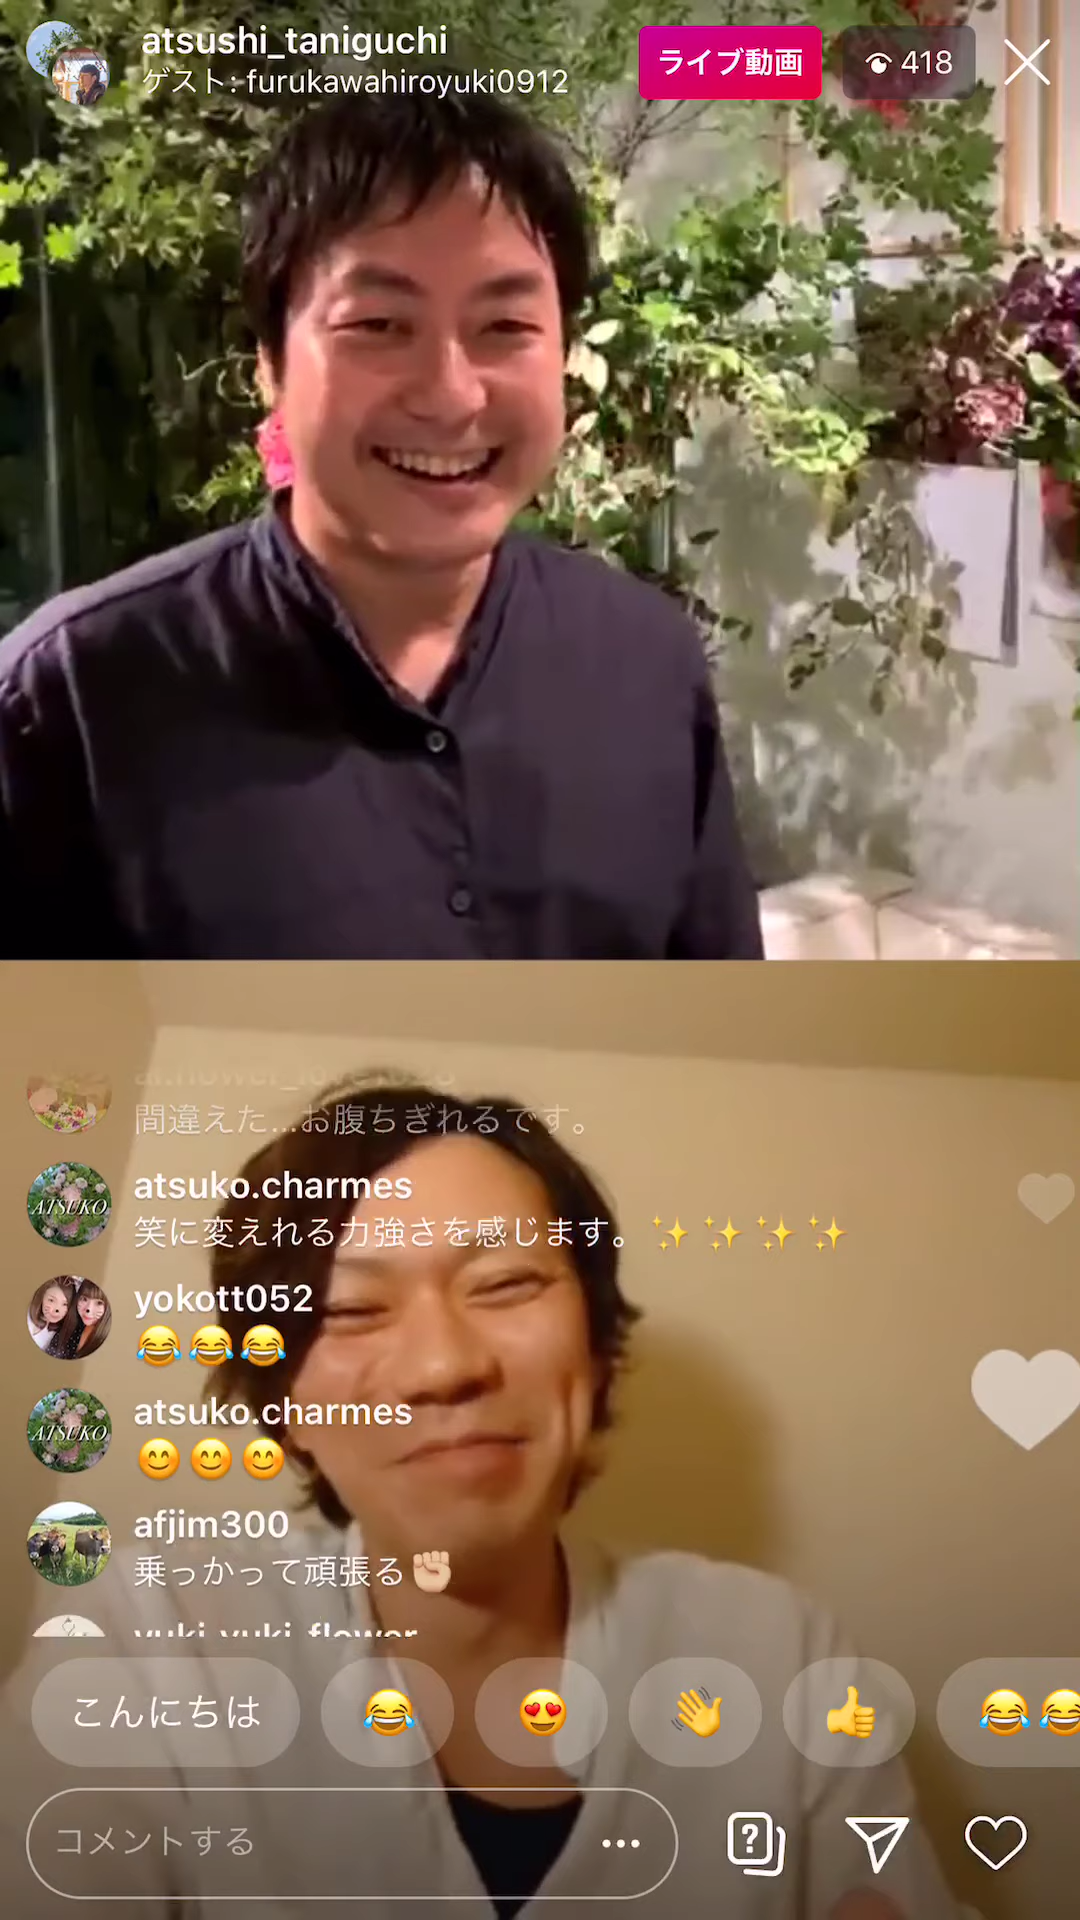 atsushi_taniguchi
ゲスト: furukawahiroyuki0912
ライブ動画
418
間違えた...お腹ちぎれるです。
atsuko.charmes
ATSUKO
笑に変えれる力強さを感じます。✨✨✨✨
yokott052
😂😂😂
atsuko.charmes
ATSUKO
😊😊😊
afjim300
乗っかって頑張る✊🏻
yuki_yuki_flower
こんにちは
😂
😍
👋
👍
😂😂
コメントする